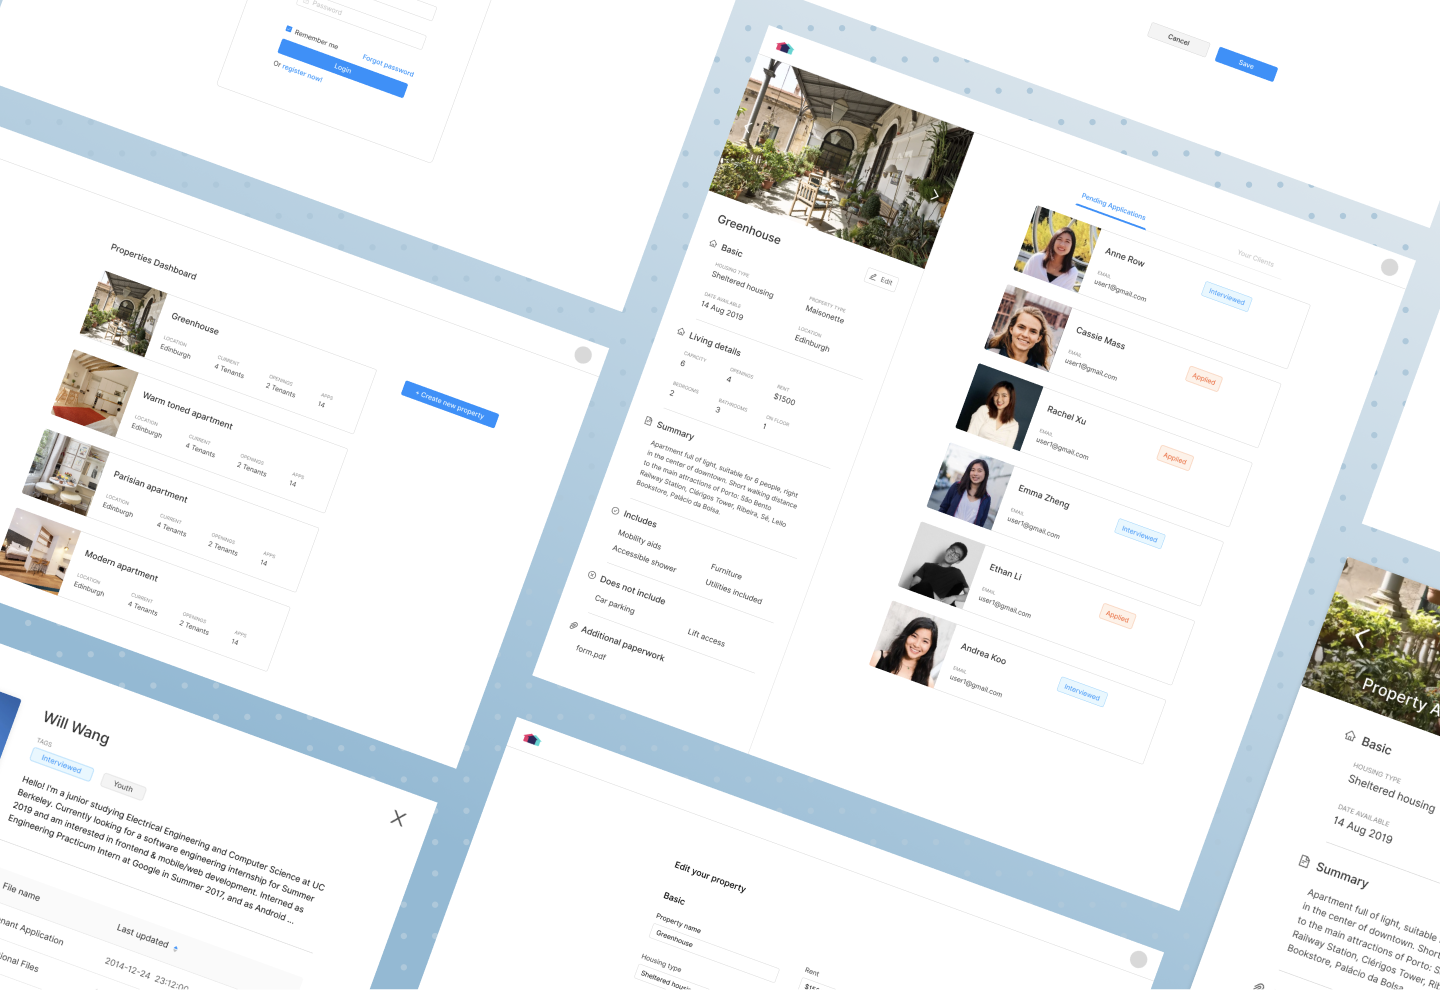 Password
Remember me
Forgot password
Login
Or register now!
Cancel
Save
Properties Dashboard
Greenhouse
LOCATION
Edinburgh
CURRENT
4 Tenants
OPENINGS
2 Tenants
APPS
14
Warm toned apartment
LOCATION
Edinburgh
CURRENT
4 Tenants
OPENINGS
2 Tenants
APPS
14
Parisian apartment
LOCATION
Edinburgh
CURRENT
4 Tenants
OPENINGS
2 Tenants
APPS
14
Modern apartment
LOCATION
Edinburgh
CURRENT
4 Tenants
OPENINGS
2 Tenants
APPS
14
+ Create new property
Greenhouse
Edit
Basic
HOUSING TYPE
Sheltered housing
PROPERTY TYPE
Maisonette
DATE AVAILABLE
14 Aug 2019
LOCATION
Edinburgh
Living details
CAPACITY
6
OPENINGS
4
RENT
$1500
BEDROOMS
2
BATHROOMS
3
ON FLOOR
1
Summary
Apartment full of light, suitable for 6 people, right
in the center of downtown. Short walking distance
to the main attractions of Porto: São Bento
Railway Station, Clérigos Tower, Ribeira, Sé, Lello
Bookstore, Palácio da Bolsa.
Includes
Mobility aids
Furniture
Accessible shower
Utilities included
Does not include
Car parking
Lift access
Additional paperwork
form.pdf
Pending Applications
Your Clients
Anne Row
EMAIL
user1@gmail.com
Interviewed
Cassie Mass
EMAIL
user1@gmail.com
Applied
Rachel Xu
EMAIL
user1@gmail.com
Applied
Emma Zheng
EMAIL
user1@gmail.com
Interviewed
Ethan Li
EMAIL
user1@gmail.com
Applied
Andrea Koo
EMAIL
user1@gmail.com
Interviewed
Will Wang
TAGS
Interviewed
Youth
Hello! I'm a junior studying Electrical Engineering and Computer Science at UC
Berkeley. Currently looking for a software engineering internship for Summer
2019 and am interested in frontend & mobile/web development. Interned as
Engineering Practicum Intern at Google in Summer 2017, and as Android ...
File name
Last updated
nant Application
2014-12-24 23:12:00
ional Files
Edit your property
Basic
Property name
Greenhouse
Housing type
Sheltered housi
Rent
Property A
Basic
HOUSING TYPE
Sheltered housing
DATE AVAILABLE
14 Aug 2019
Summary
Apartment full of light, suitable
in the center of downtown. Short
to the main attractions of Porto: S
Railway Station, Clérigos Tower, Rib
Bookstore, Palácio da Bolsa.